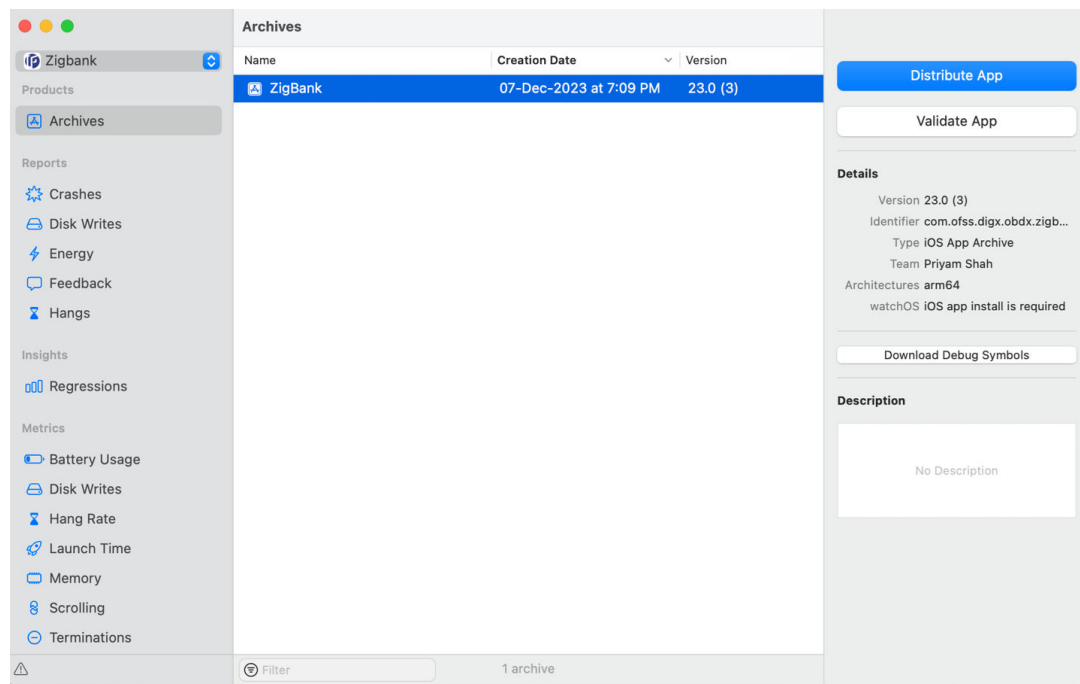 Zigbank
Products
Archives
Reports
Crashes
Disk Writes
Energy
Feedback
Hangs
Insights
Regressions
Metrics
Battery Usage
Disk Writes
Hang Rate
Launch Time
Memory
Scrolling
Terminations
Archives
Name Creation Date Version
ZigBank 07-Dec-2023 at 7:09 PM 23.0 (3)
Filter 1 archive
Distribute App
Validate App
Details
Version 23.0 (3)
Identifier com.ofss.digx.obdx.zigb...
Type iOS App Archive
Team Priyam Shah
Architectures arm64
watchOS iOS app install is required
Download Debug Symbols
Description
No Description